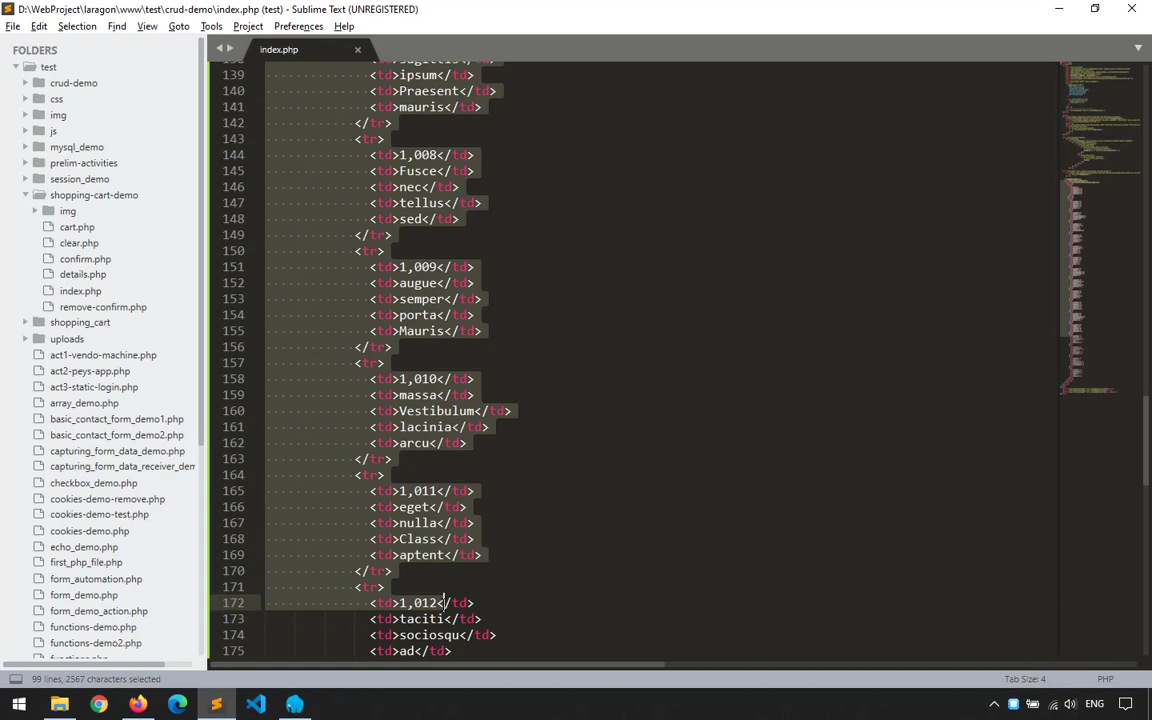 D:\WebProject\laragon\www\test\crud-demo\index.php (test) - Sublime Text (UNREGISTERED)
File Edit Selection Find View Goto Tools Project Preferences Help
FOLDERS
test
crud-demo
css
img
js
mysql_demo
prelim-activities
session_demo
shopping-cart-demo
img
cart.php
clear.php
confirm.php
details.php
index.php
remove-confirm.php
shopping_cart
uploads
act1-vendo-machine.php
act2-peys-app.php
act3-static-login.php
array_demo.php
basic_contact_form_demo1.php
basic_contact_form_demo2.php
capturing_form_data_demo.php
capturing_form_data_receiver_dem
checkbox_demo.php
cookies-demo-remove.php
cookies-demo-test.php
cookies-demo.php
echo_demo.php
first_php_file.php
form_automation.php
form_demo.php
form_demo_action.php
functions-demo.php
functions-demo2.php
index.php
138 <td>sagittis</td>
139 <td>ipsum</td>
140 <td>Praesent</td>
141 <td>mauris</td>
142 </tr>
143 <tr>
144 <td>1,008</td>
145 <td>Fusce</td>
146 <td>nec</td>
147 <td>tellus</td>
148 <td>sed</td>
149 </tr>
150 <tr>
151 <td>1,009</td>
152 <td>augue</td>
153 <td>semper</td>
154 <td>porta</td>
155 <td>Mauris</td>
156 </tr>
157 <tr>
158 <td>1,010</td>
159 <td>massa</td>
160 <td>Vestibulum</td>
161 <td>lacinia</td>
162 <td>arcu</td>
163 </tr>
164 <tr>
165 <td>1,011</td>
166 <td>eget</td>
167 <td>nulla</td>
168 <td>Class</td>
169 <td>aptent</td>
170 </tr>
171 <tr>
172 <td>1,012</td>
173 <td>taciti</td>
174 <td>sociosqu</td>
175 <td>ad</td>
99 lines, 2567 characters selected
Tab Size: 4
PHP
ENG